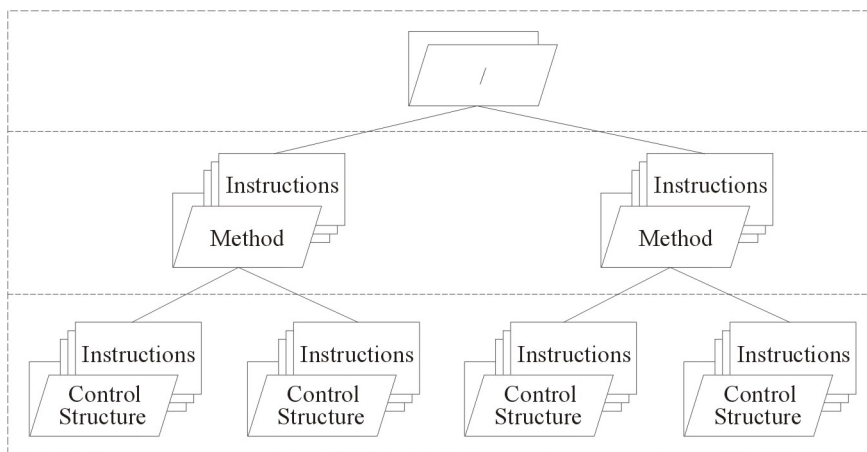 /
Instructions
Method
Instructions
Method
Instructions
Control
Structure
Instructions
Control
Structure
Instructions
Control
Structure
Instructions
Control
Structure